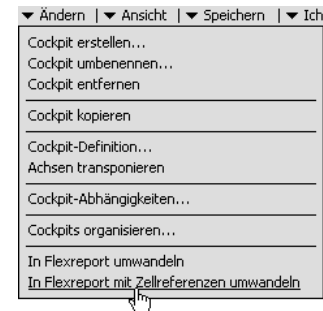 ▼ Ändern | ▼ Ansicht | ▼ Speichern | ▼ Ich
Cockpit erstellen...
Cockpit umbenennen...
Cockpit entfernen
Cockpit kopieren
Cockpit-Definition...
Achsen transponieren
Cockpit-Abhängigkeiten...
Cockpits organisieren...
In Flexreport umwandeln
In Flexreport mit Zellreferenzen umwandeln